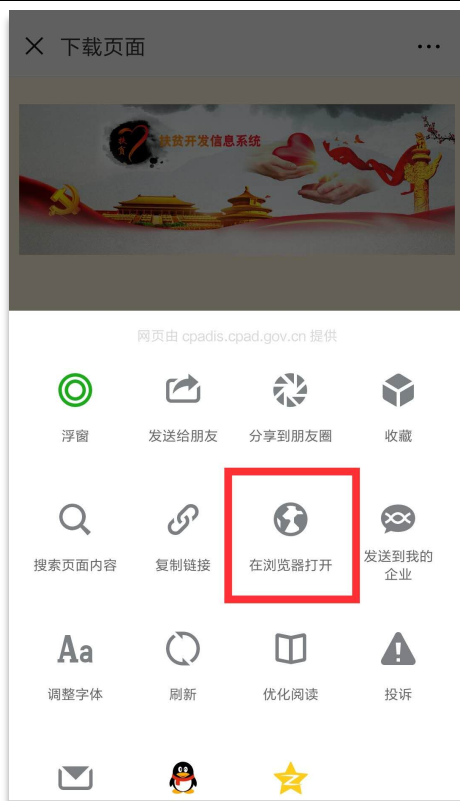 下载页面
扶贫
扶贫开发信息系统
网页由 cpadis.cpad.gov.cn 提供
浮窗
发送给朋友
分享到朋友圈
收藏
搜索页面内容
复制链接
在浏览器打开
发送到我的
企业
Aa
调整字体
刷新
优化阅读
投诉